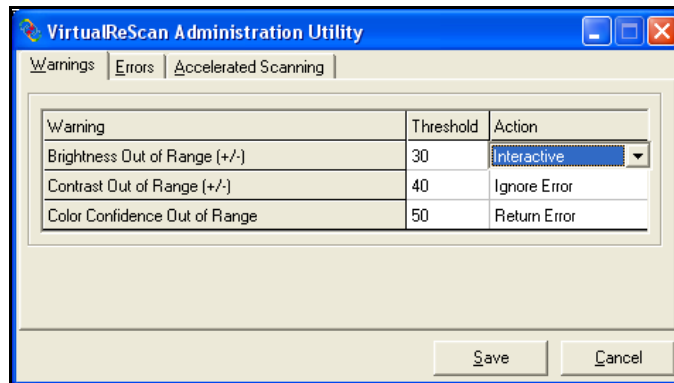 VirtualReScan Administration Utility
Warnings Errors Accelerated Scanning
Warning Threshold Action
Brightness Out of Range (+/-) 30 Interactive
Contrast Out of Range (+/-) 40 Ignore Error
Color Confidence Out of Range 50 Return Error
Save Cancel